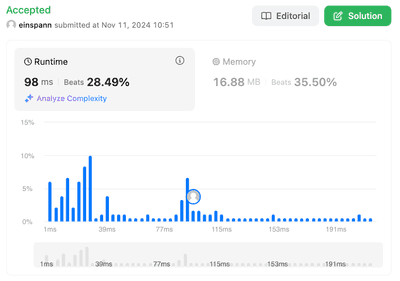 Accepted
Editorial
Solution
einspann submitted at Nov 11, 2024 10:51
Runtime
98 ms Beats 28.49%
Analyze Complexity
Memory
16.88 MB Beats 35.50%
15%
10%
5%
0%
1ms 39ms 77ms 115ms 153ms 191ms
1ms 39ms 77ms 115ms 153ms 191ms